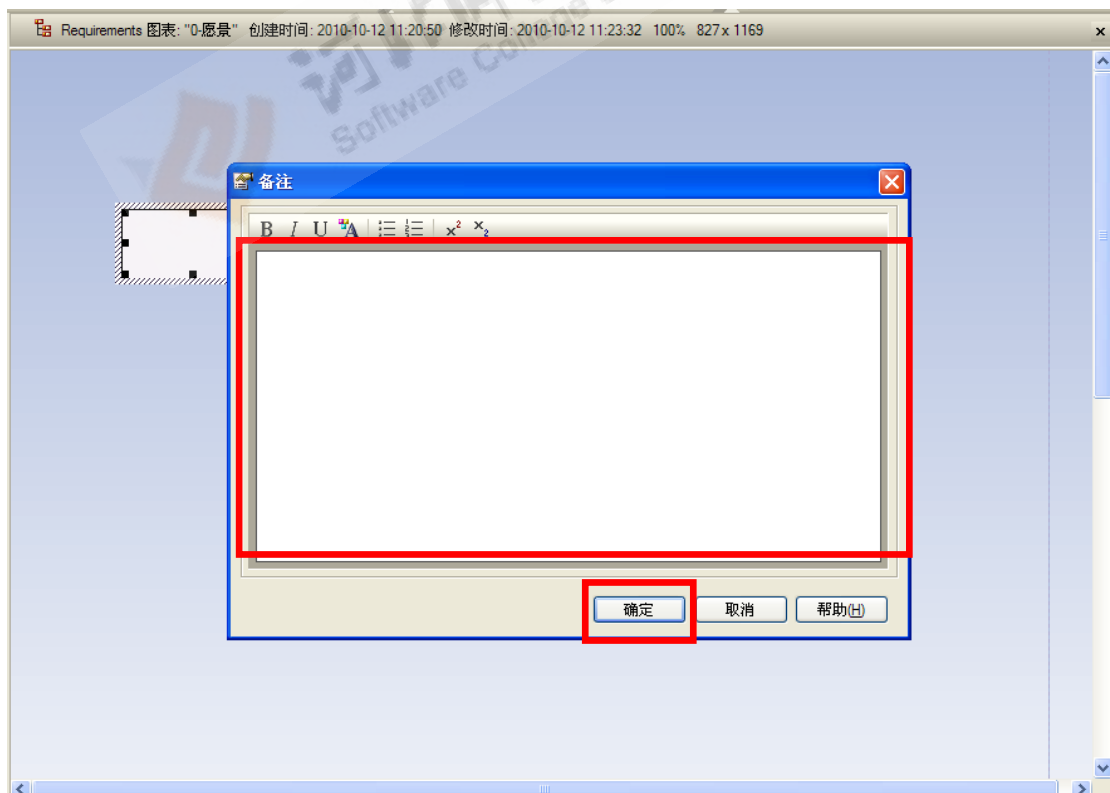 Requirements 图表: "0-愿景" 创建时间: 2010-10-12 11:20:50 修改时间: 2010-10-12 11:23:32 100% 827 x 1169
Software College
备注
B I U A x² x₂
确定 取消 帮助(H)